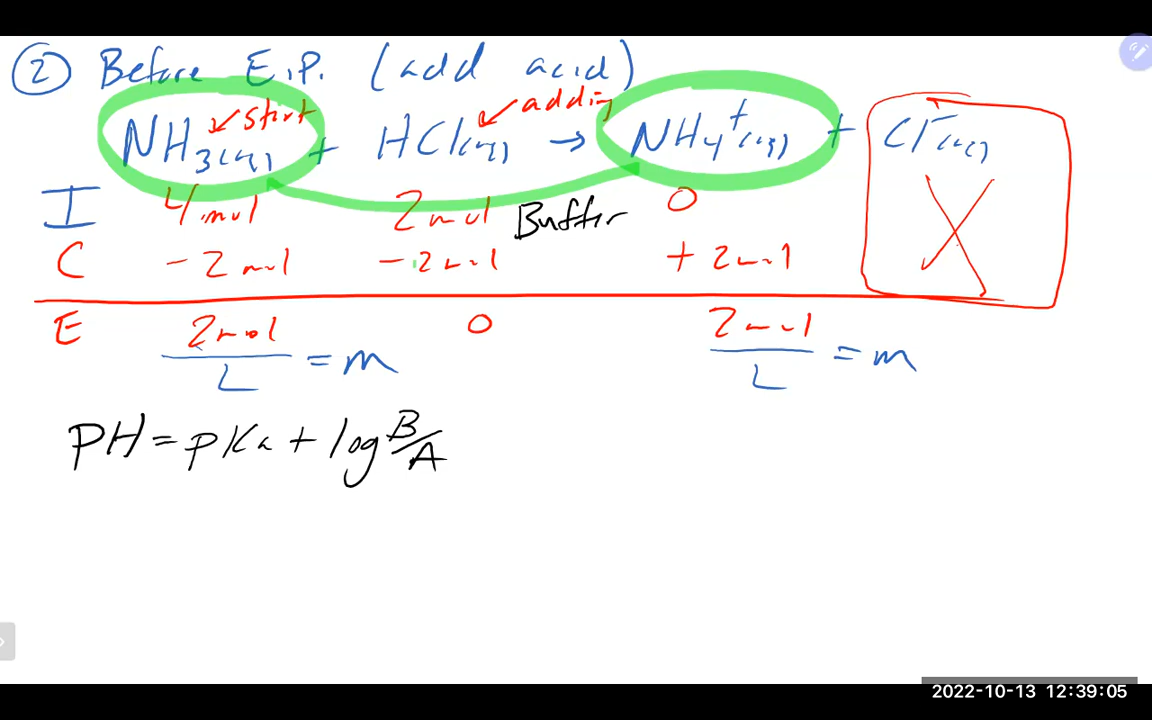 ② Before E.P. (add acid)
start adding
NH₃(aq) + HCl(aq) → NH₄⁺(aq) + Cl⁻(aq)
I 4 mol 2 mol Buffer 0 X
C - 2 mol - 2 mol + 2 mol
E 2 mol 0 2 mol
L = m L = m
PH = pKa + log B/A
2022-10-13 12:39:05